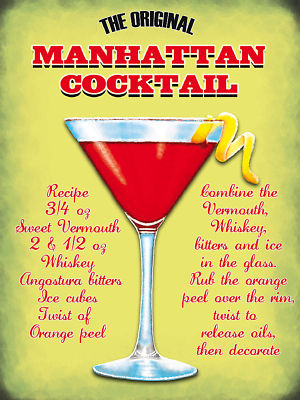 THE ORIGINAL
MANHATTAN
COCKTAIL
Recipe
3/4 oz
Sweet Vermouth
2 & 1/2 oz
Whiskey
Angostura bitters
Ice cubes
Twist of
Orange peel
Combine the
Vermouth,
Whiskey,
bitters and ice
in the glass.
Rub the orange
peel over the rim,
twist to
release oils,
then decorate